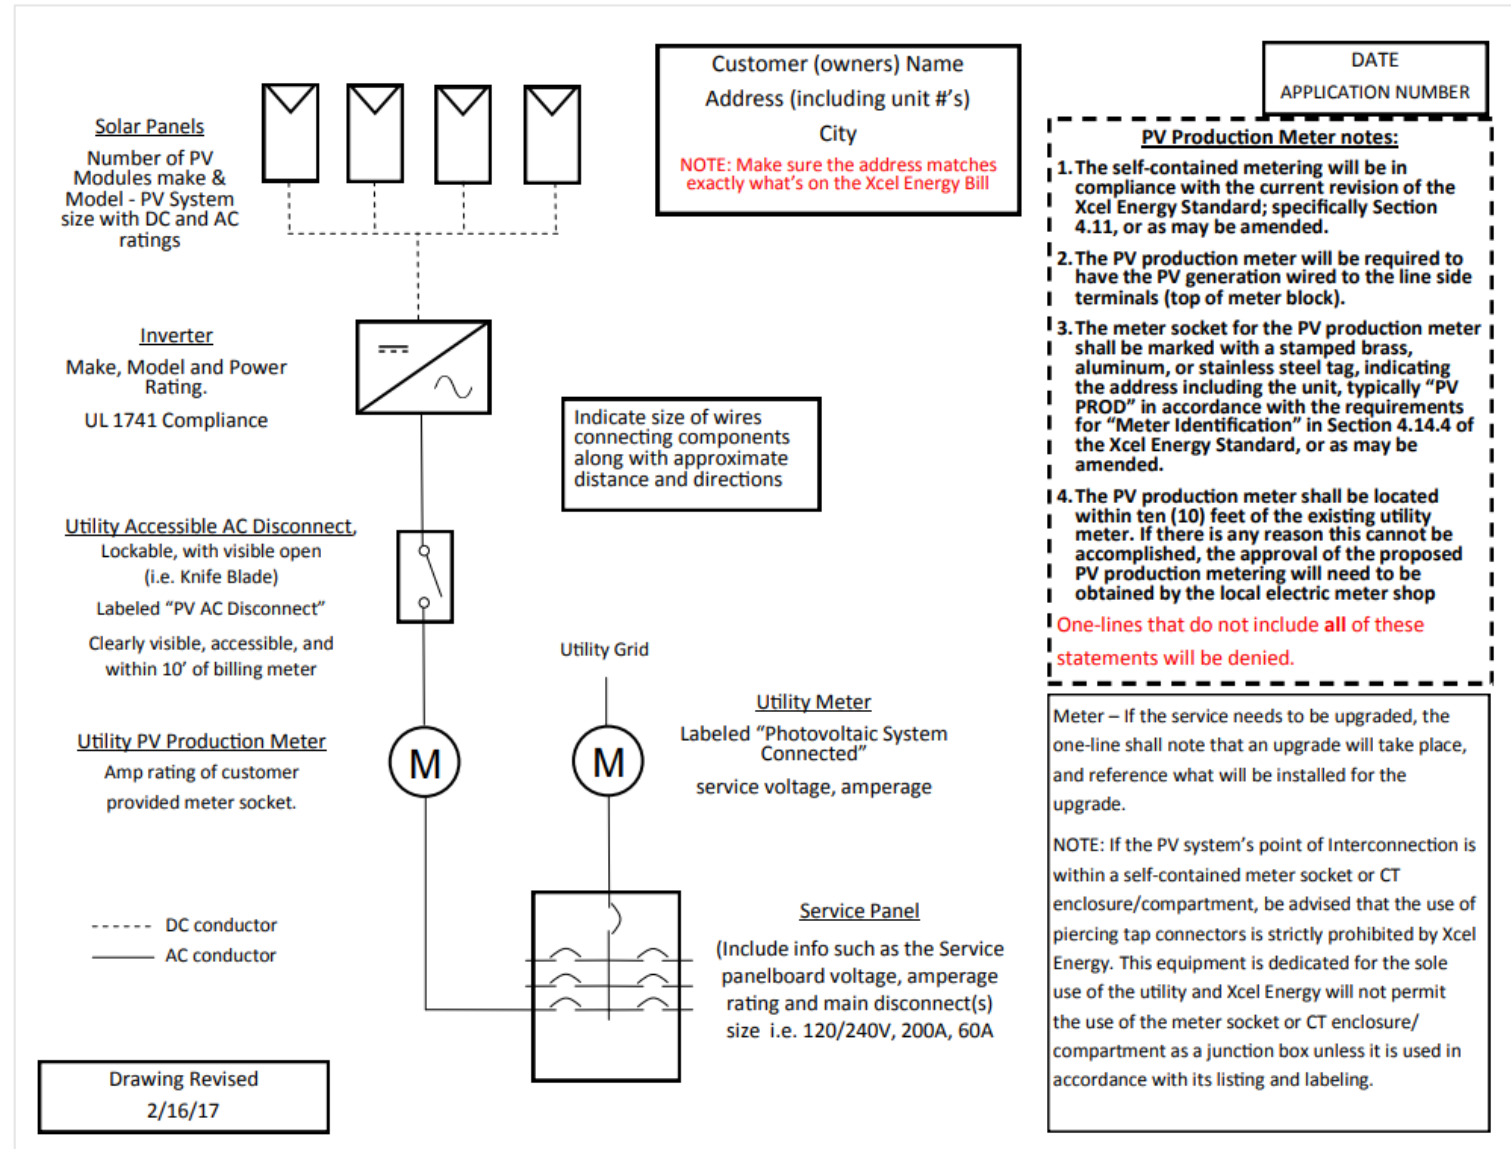 Customer (owners) Name
Address (including unit #'s)
City
NOTE: Make sure the address matches
exactly what's on the Xcel Energy Bill
DATE
APPLICATION NUMBER
Solar Panels
Number of PV
Modules make &
Model - PV System
size with DC and AC
ratings
Inverter
Make, Model and Power
Rating.
UL 1741 Compliance
Indicate size of wires
connecting components
along with approximate
distance and directions
Utility Accessible AC Disconnect,
Lockable, with visible open
(i.e. Knife Blade)
Labeled “PV AC Disconnect”
Clearly visible, accessible, and
within 10' of billing meter
Utility Grid
Utility PV Production Meter
Amp rating of customer
provided meter socket.
M
M
Utility Meter
Labeled “Photovoltaic System
Connected”
service voltage, amperage
DC conductor
AC conductor
Service Panel
(Include info such as the Service
panelboard voltage, amperage
rating and main disconnect(s)
size i.e. 120/240V, 200A, 60A
Drawing Revised
2/16/17
PV Production Meter notes:
1. The self-contained metering will be in
compliance with the current revision of the
Xcel Energy Standard; specifically Section
4.11, or as may be amended.
2. The PV production meter will be required to
have the PV generation wired to the line side
terminals (top of meter block).
3. The meter socket for the PV production meter
shall be marked with a stamped brass,
aluminum, or stainless steel tag, indicating
the address including the unit, typically “PV
PROD” in accordance with the requirements
for “Meter Identification” in Section 4.14.4 of
the Xcel Energy Standard, or as may be
amended.
4. The PV production meter shall be located
within ten (10) feet of the existing utility
meter. If there is any reason this cannot be
accomplished, the approval of the proposed
PV production metering will need to be
obtained by the local electric meter shop
One-lines that do not include all of these
statements will be denied.
Meter – If the service needs to be upgraded, the
one-line shall note that an upgrade will take place,
and reference what will be installed for the
upgrade.
NOTE: If the PV system's point of Interconnection is
within a self-contained meter socket or CT
enclosure/compartment, be advised that the use of
piercing tap connectors is strictly prohibited by Xcel
Energy. This equipment is dedicated for the sole
use of the utility and Xcel Energy will not permit
the use of the meter socket or CT enclosure/
compartment as a junction box unless it is used in
accordance with its listing and labeling.